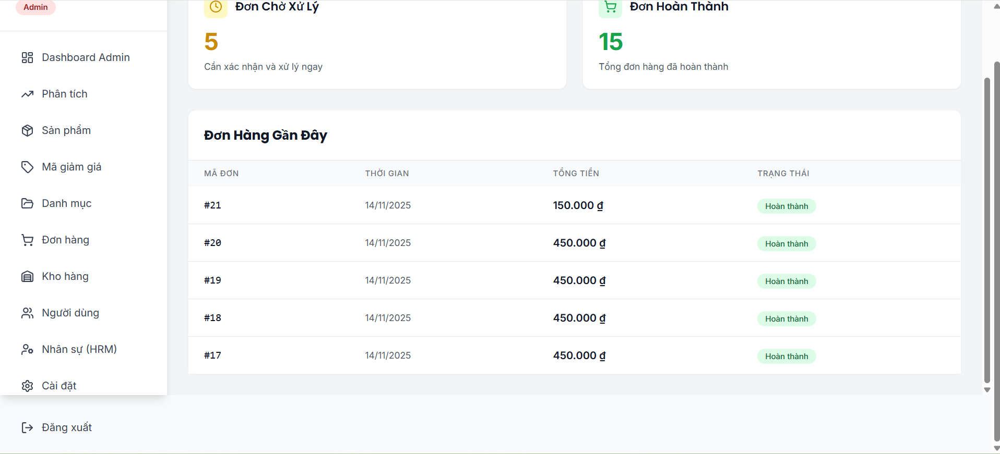 Admin
Dashboard Admin
Phân tích
Sản phẩm
Mã giảm giá
Danh mục
Đơn hàng
Kho hàng
Người dùng
Nhân sự (HRM)
Cài đặt
Đăng xuất
Đơn Chờ Xử Lý
5
Cần xác nhận và xử lý ngay
Đơn Hoàn Thành
15
Tổng đơn hàng đã hoàn thành
Đơn Hàng Gần Đây
MÃ ĐƠN THỜI GIAN TỔNG TIỀN TRẠNG THÁI
#21 14/11/2025 150.000 ₫ Hoàn thành
#20 14/11/2025 450.000 ₫ Hoàn thành
#19 14/11/2025 450.000 ₫ Hoàn thành
#18 14/11/2025 450.000 ₫ Hoàn thành
#17 14/11/2025 450.000 ₫ Hoàn thành